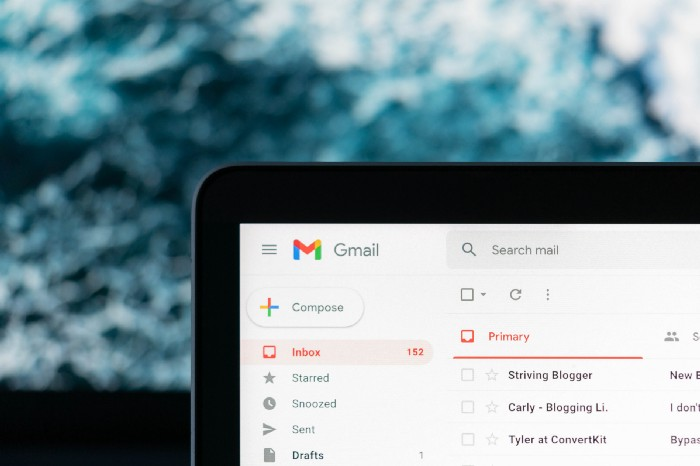 Gmail
Search mail
Compose
Primary
S
Inbox 152
Starred
Striving Blogger New B
Snoozed
Carly - Blogging Li. I don't
Sent
Tyler at ConvertKit Bypas
Drafts 1